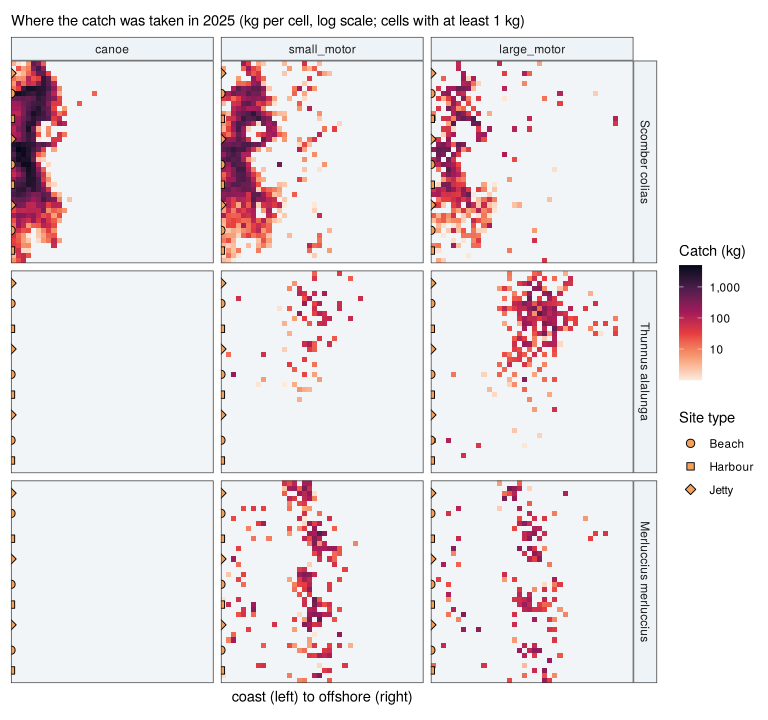 Where the catch was taken in 2025 (kg per cell, log scale; cells with at least 1 kg)
canoe
small_motor
large_motor
Scomber colias
Thunnus alalunga
Merluccius merluccius
Catch (kg)
1,000
100
10
Site type
Beach
Harbour
Jetty
coast (left) to offshore (right)